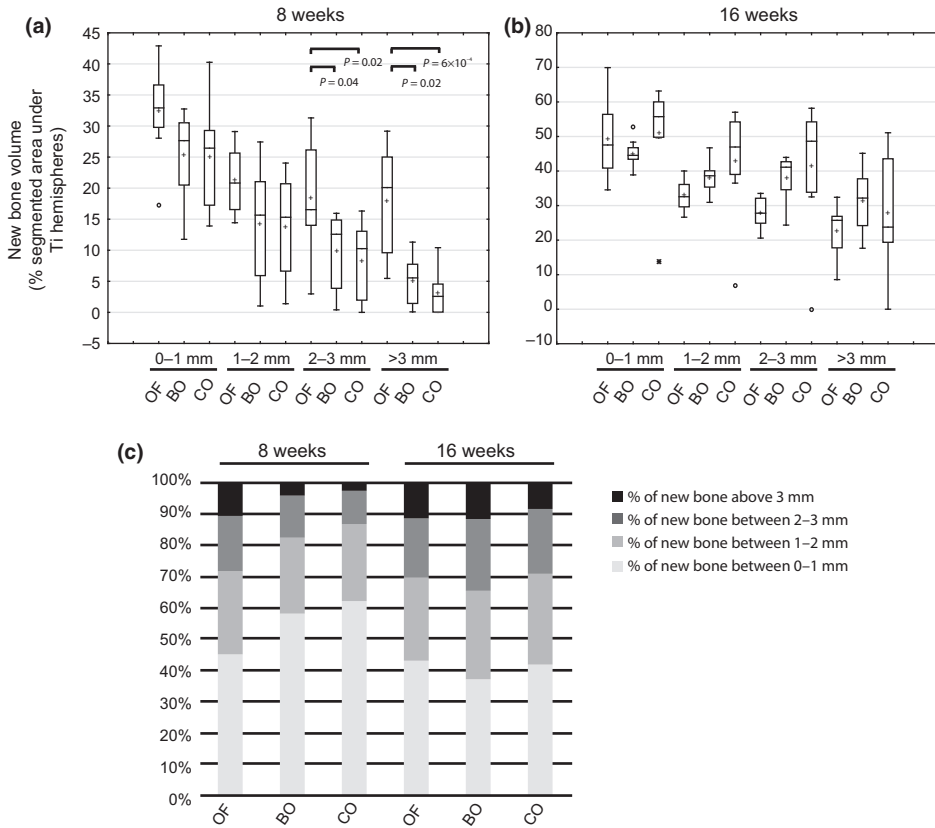 8 weeks
16 weeks
(a)
(b)
New bone volume
(% segmented area under
Ti hemispheres)
45
40
35
30
25
20
15
10
5
0
–5
P = 0.02
P = 0.04
P = 6×10⁻⁴
P = 0.02
0–1 mm 1–2 mm 2–3 mm >3 mm
OF BO CO OF BO CO OF BO CO OF BO CO
80
70
60
50
40
30
20
10
0
–10
0–1 mm 1–2 mm 2–3 mm >3 mm
OF BO CO OF BO CO OF BO CO OF BO CO
(c)
8 weeks
16 weeks
100%
90%
80%
70%
60%
50%
40%
30%
20%
10%
0%
OF BO CO OF BO CO
% of new bone above 3 mm
% of new bone between 2–3 mm
% of new bone between 1–2 mm
% of new bone between 0–1 mm